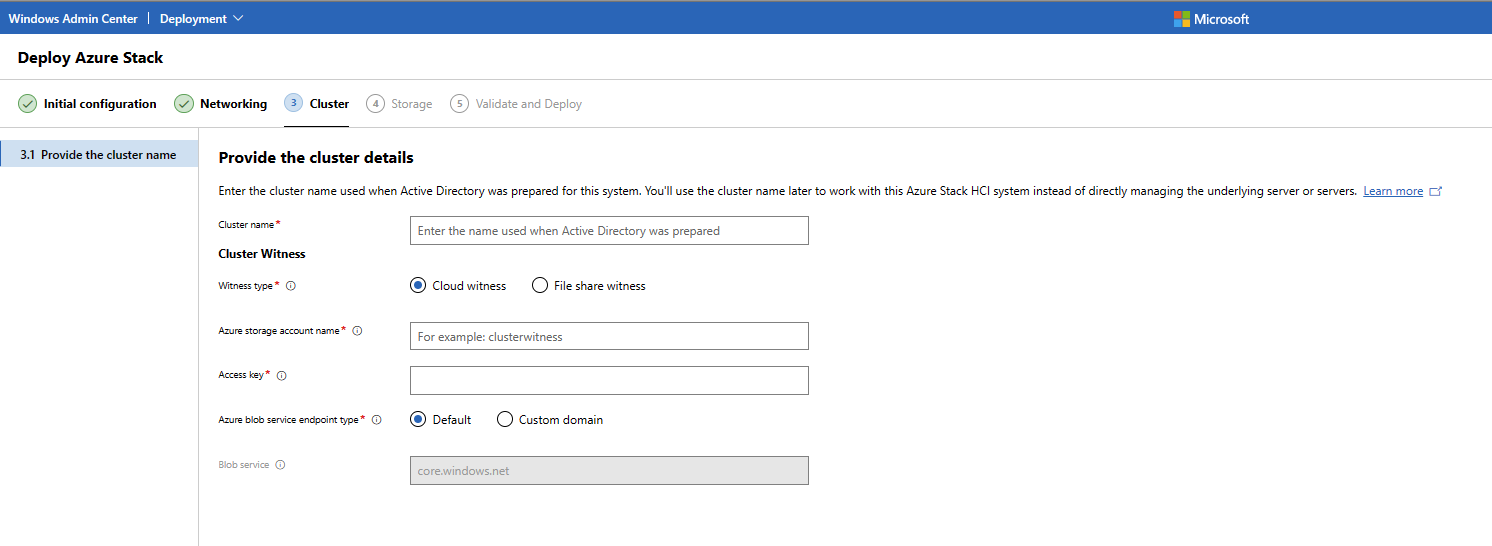 Windows Admin Center | Deployment
Microsoft
Deploy Azure Stack
Initial configuration
Networking
3 Cluster
4 Storage
5 Validate and Deploy
3.1 Provide the cluster name
Provide the cluster details
Enter the cluster name used when Active Directory was prepared for this system. You'll use the cluster name later to work with this Azure Stack HCI system instead of directly managing the underlying server or servers. Learn more
Cluster name*
Enter the name used when Active Directory was prepared
Cluster Witness
Witness type*
Cloud witness
File share witness
Azure storage account name*
For example: clusterwitness
Access key*
Azure blob service endpoint type*
Default
Custom domain
Blob service
core.windows.net